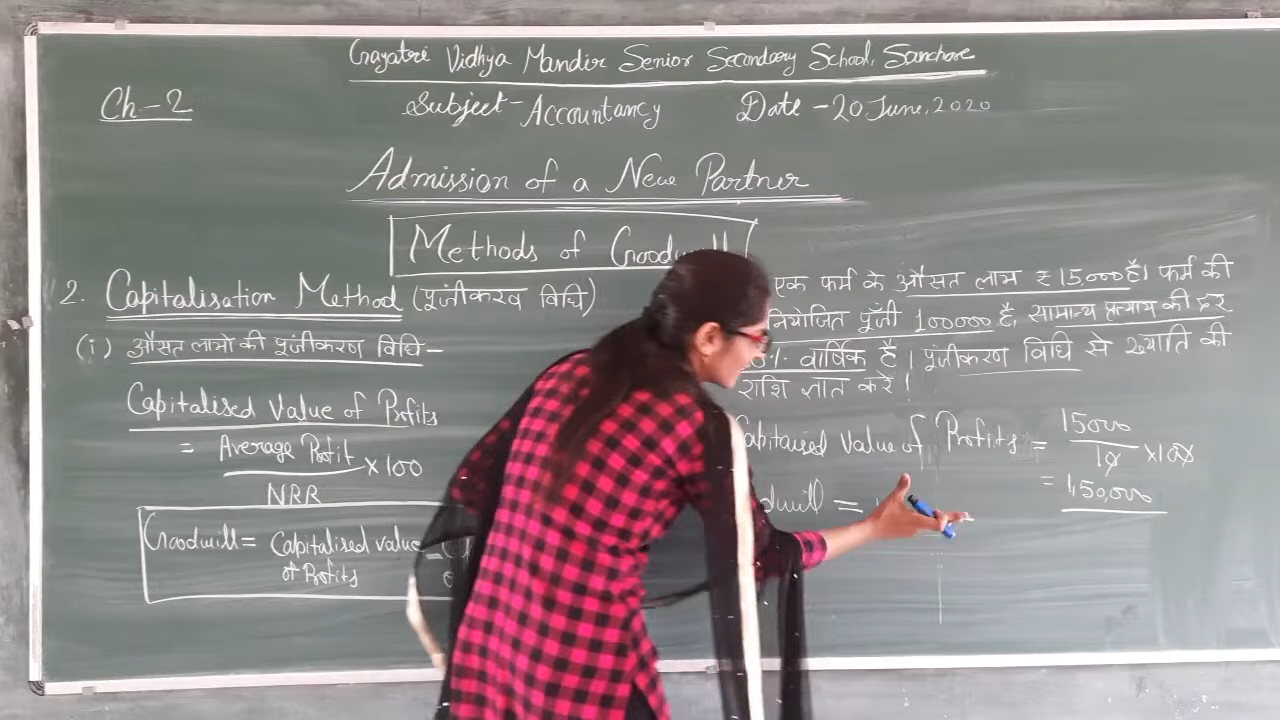 Gayatri Vidhya Mandir Senior Secondary School, Sanchore
Ch.-2
Subject-Accountancy
Date - 20 June, 2020
Admission of a New Partner
Methods of
2. Capitalisation Method (पूंजीकरण विधि)
(i) औसत लाभो की पूंजीकरण विधि-
Capitalised Value of Profits
= Average Profit
x100
NRR
Goodwill = Capitalised value
of Profits
एक फर्म के औसत लाभ ₹15,000 है। फर्म की
नियोजित पूँजी 100000 है, सामान्य प्रत्याय की दर
वार्षिक है। पूंजीकरण विधि से ख्याति की
राशि ज्ञात करें।
Value of Profits = 15000
10 x100
= 1,50,000
=